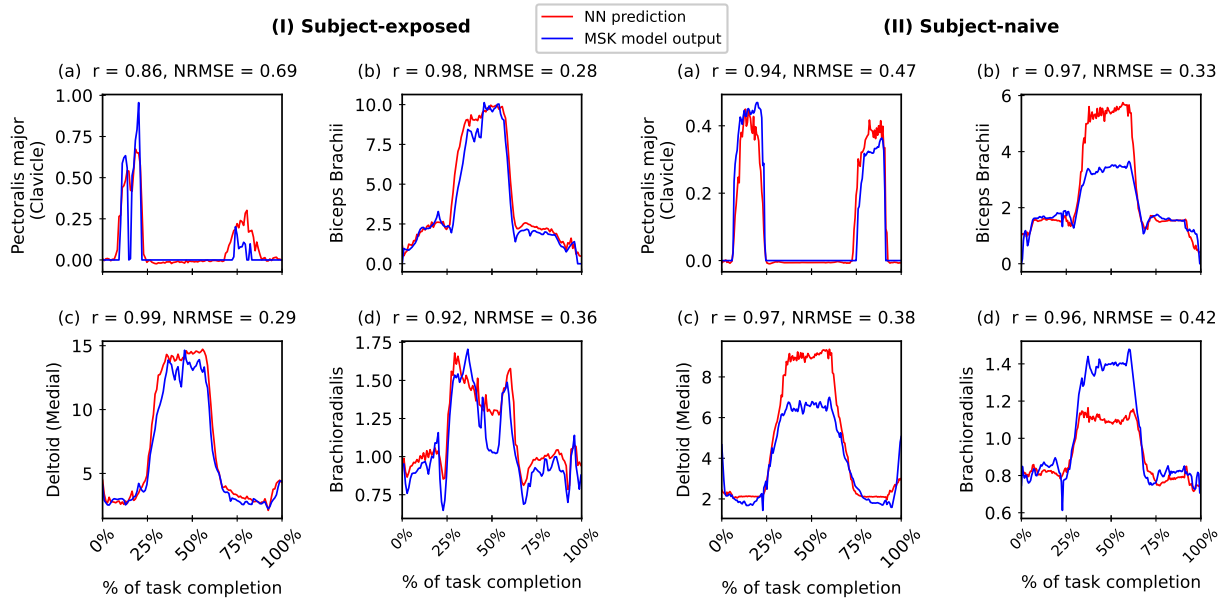 (I) Subject-exposed
NN prediction
MSK model output
(II) Subject-naive
(a) r = 0.86, NRMSE = 0.69
(b) r = 0.98, NRMSE = 0.28
(a) r = 0.94, NRMSE = 0.47
(b) r = 0.97, NRMSE = 0.33
Pectoralis major
(Clavicle)
1.00
0.75
0.50
0.25
0.00
Biceps Brachii
10.0
7.5
5.0
2.5
0.0
Pectoralis major
(Clavicle)
0.4
0.2
0.0
Biceps Brachii
6
4
2
0
(c) r = 0.99, NRMSE = 0.29
(d) r = 0.92, NRMSE = 0.36
(c) r = 0.97, NRMSE = 0.38
(d) r = 0.96, NRMSE = 0.42
Deltoid (Medial)
15
10
5
0% 25% 50% 75% 100%
% of task completion
Brachioradialis
1.75
1.50
1.25
1.00
0.75
0% 25% 50% 75% 100%
% of task completion
Deltoid (Medial)
8
6
4
2
0% 25% 50% 75% 100%
% of task completion
Brachioradialis
1.4
1.2
1.0
0.8
0.6
0% 25% 50% 75% 100%
% of task completion